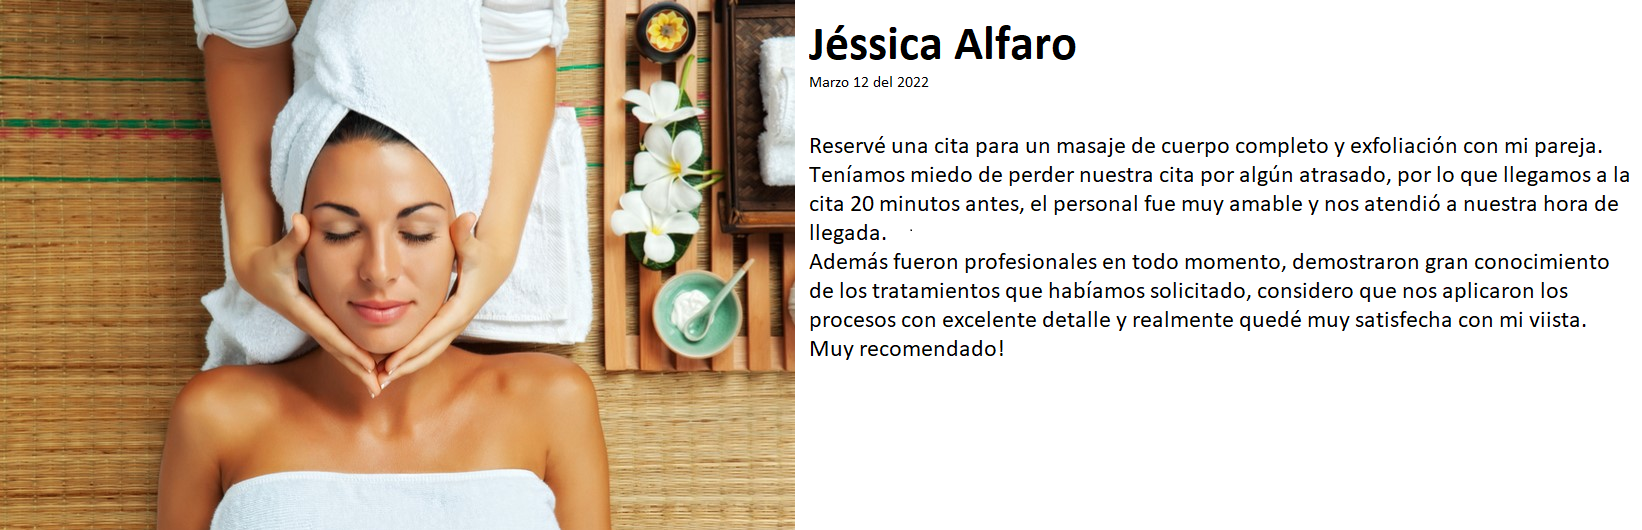 Jéssica Alfaro
Marzo 12 del 2022
Reservé una cita para un masaje de cuerpo completo y exfoliación con mi pareja.
Teníamos miedo de perder nuestra cita por algún atrasado, por lo que llegamos a la
cita 20 minutos antes, el personal fue muy amable y nos atendió a nuestra hora de
llegada.
Además fueron profesionales en todo momento, demostraron gran conocimiento
de los tratamientos que habíamos solicitado, considero que nos aplicaron los
procesos con excelente detalle y realmente quedé muy satisfecha con mi viista.
Muy recomendado!